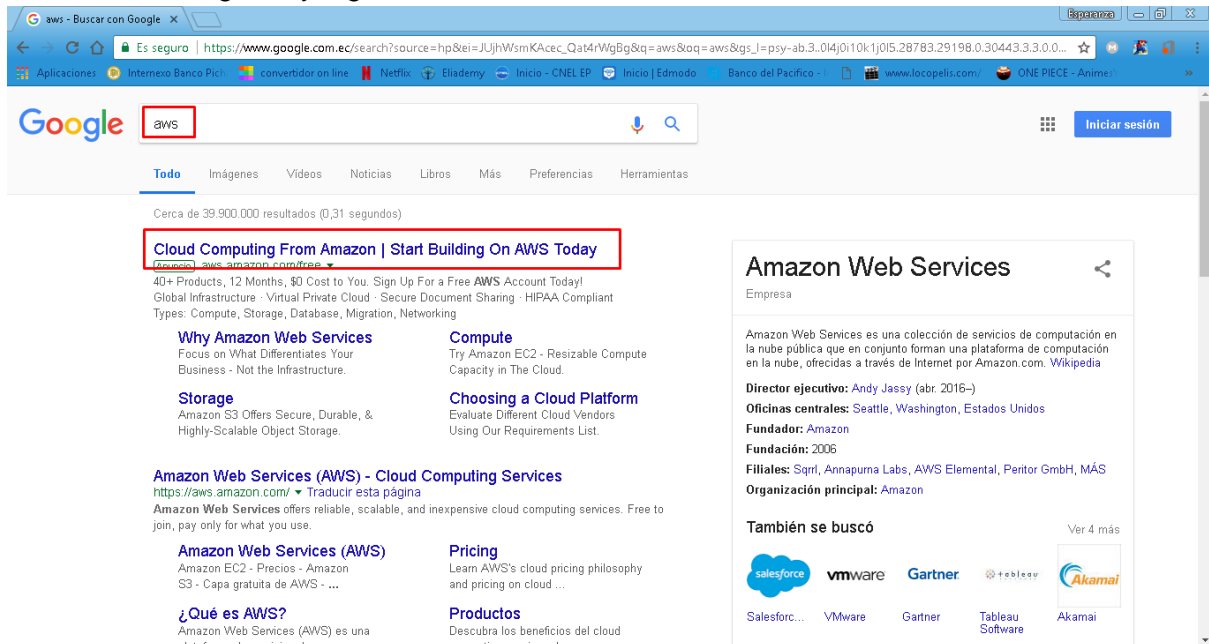 aws - Buscar con Google
Esperanza
Es seguro | https://www.google.com.ec/search?source=hp&ei=JUjhWsmKAcec_Qat4rWgBg&q=aws&oq=aws&gs_l=psy-ab.3..0l4j0i10k1j0l5.28783.29198.0.30443.3.3.0.0...
Aplicaciones
Internexo Banco Pich
convertidor on line
Netflix
Eliademy
Inicio - CNEL EP
Inicio | Edmodo
Banco del Pacifico -
www.locopelis.com/
ONE PIECE - Animes
Google
aws
Iniciar sesión
Todo Imágenes Vídeos Noticias Libros Más Preferencias Herramientas
Cerca de 39.900.000 resultados (0,31 segundos)
Cloud Computing From Amazon | Start Building On AWS Today
Anuncio aws.amazon.com/free
40+ Products, 12 Months, $0 Cost to You. Sign Up For a Free AWS Account Today!
Global Infrastructure · Virtual Private Cloud · Secure Document Sharing · HIPAA Compliant
Types: Compute, Storage, Database, Migration, Networking
Why Amazon Web Services
Focus on What Differentiates Your
Business - Not the Infrastructure.
Compute
Try Amazon EC2 - Resizable Compute
Capacity in The Cloud.
Storage
Amazon S3 Offers Secure, Durable, &
Highly-Scalable Object Storage.
Choosing a Cloud Platform
Evaluate Different Cloud Vendors
Using Our Requirements List.
Amazon Web Services (AWS) - Cloud Computing Services
https://aws.amazon.com/ Traducir esta página
Amazon Web Services offers reliable, scalable, and inexpensive cloud computing services. Free to
join, pay only for what you use.
Amazon Web Services (AWS)
Amazon EC2 - Precios - Amazon
S3 - Capa gratuita de AWS - ...
Pricing
Learn AWS's cloud pricing philosophy
and pricing on cloud ...
¿Qué es AWS?
Amazon Web Services (AWS) es una
Productos
Descubra los beneficios del cloud
Amazon Web Services
Empresa
Amazon Web Services es una colección de servicios de computación en
la nube pública que en conjunto forman una plataforma de computación
en la nube, ofrecidas a través de Internet por Amazon.com. Wikipedia
Director ejecutivo: Andy Jassy (abr. 2016–)
Oficinas centrales: Seattle, Washington, Estados Unidos
Fundador: Amazon
Fundación: 2006
Filiales: Sqrrl, Annapurna Labs, AWS Elemental, Peritor GmbH, MÁS
Organización principal: Amazon
También se buscó
Ver 4 más
salesforce
vmware
Gartner
+ableau
Akamai
Salesforc...
VMware
Gartner
Tableau
Software
Akamai